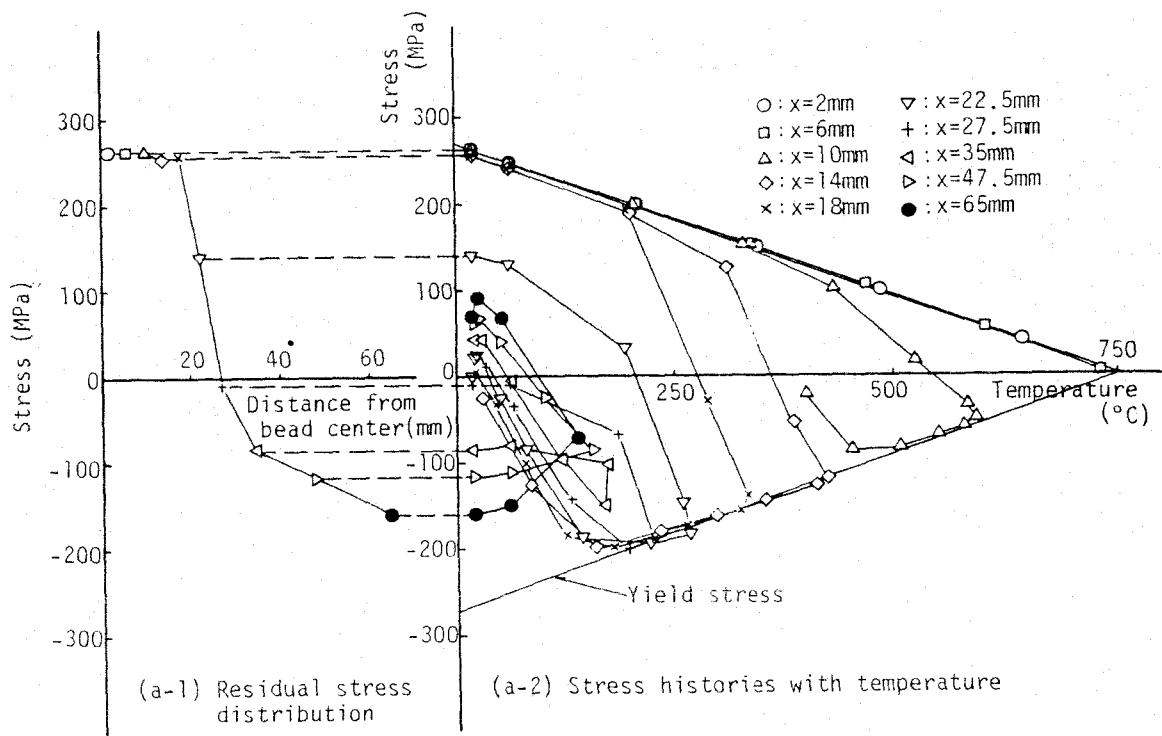 Stress (MPa)
300
200
100
0
-100
-200
-300
20
40
60
Distance from
bead center(mm)
(a-1) Residual stress
distribution
Stress
(MPa)
300
200
100
0
-100
-200
-300
250
500
750
Temperature
(°C)
○ : x=2mm
□ : x=6mm
△ : x=10mm
◇ : x=14mm
× : x=18mm
▽ : x=22.5mm
+ : x=27.5mm
◁ : x=35mm
▷ : x=47.5mm
● : x=65mm
Yield stress
(a-2) Stress histories with temperature